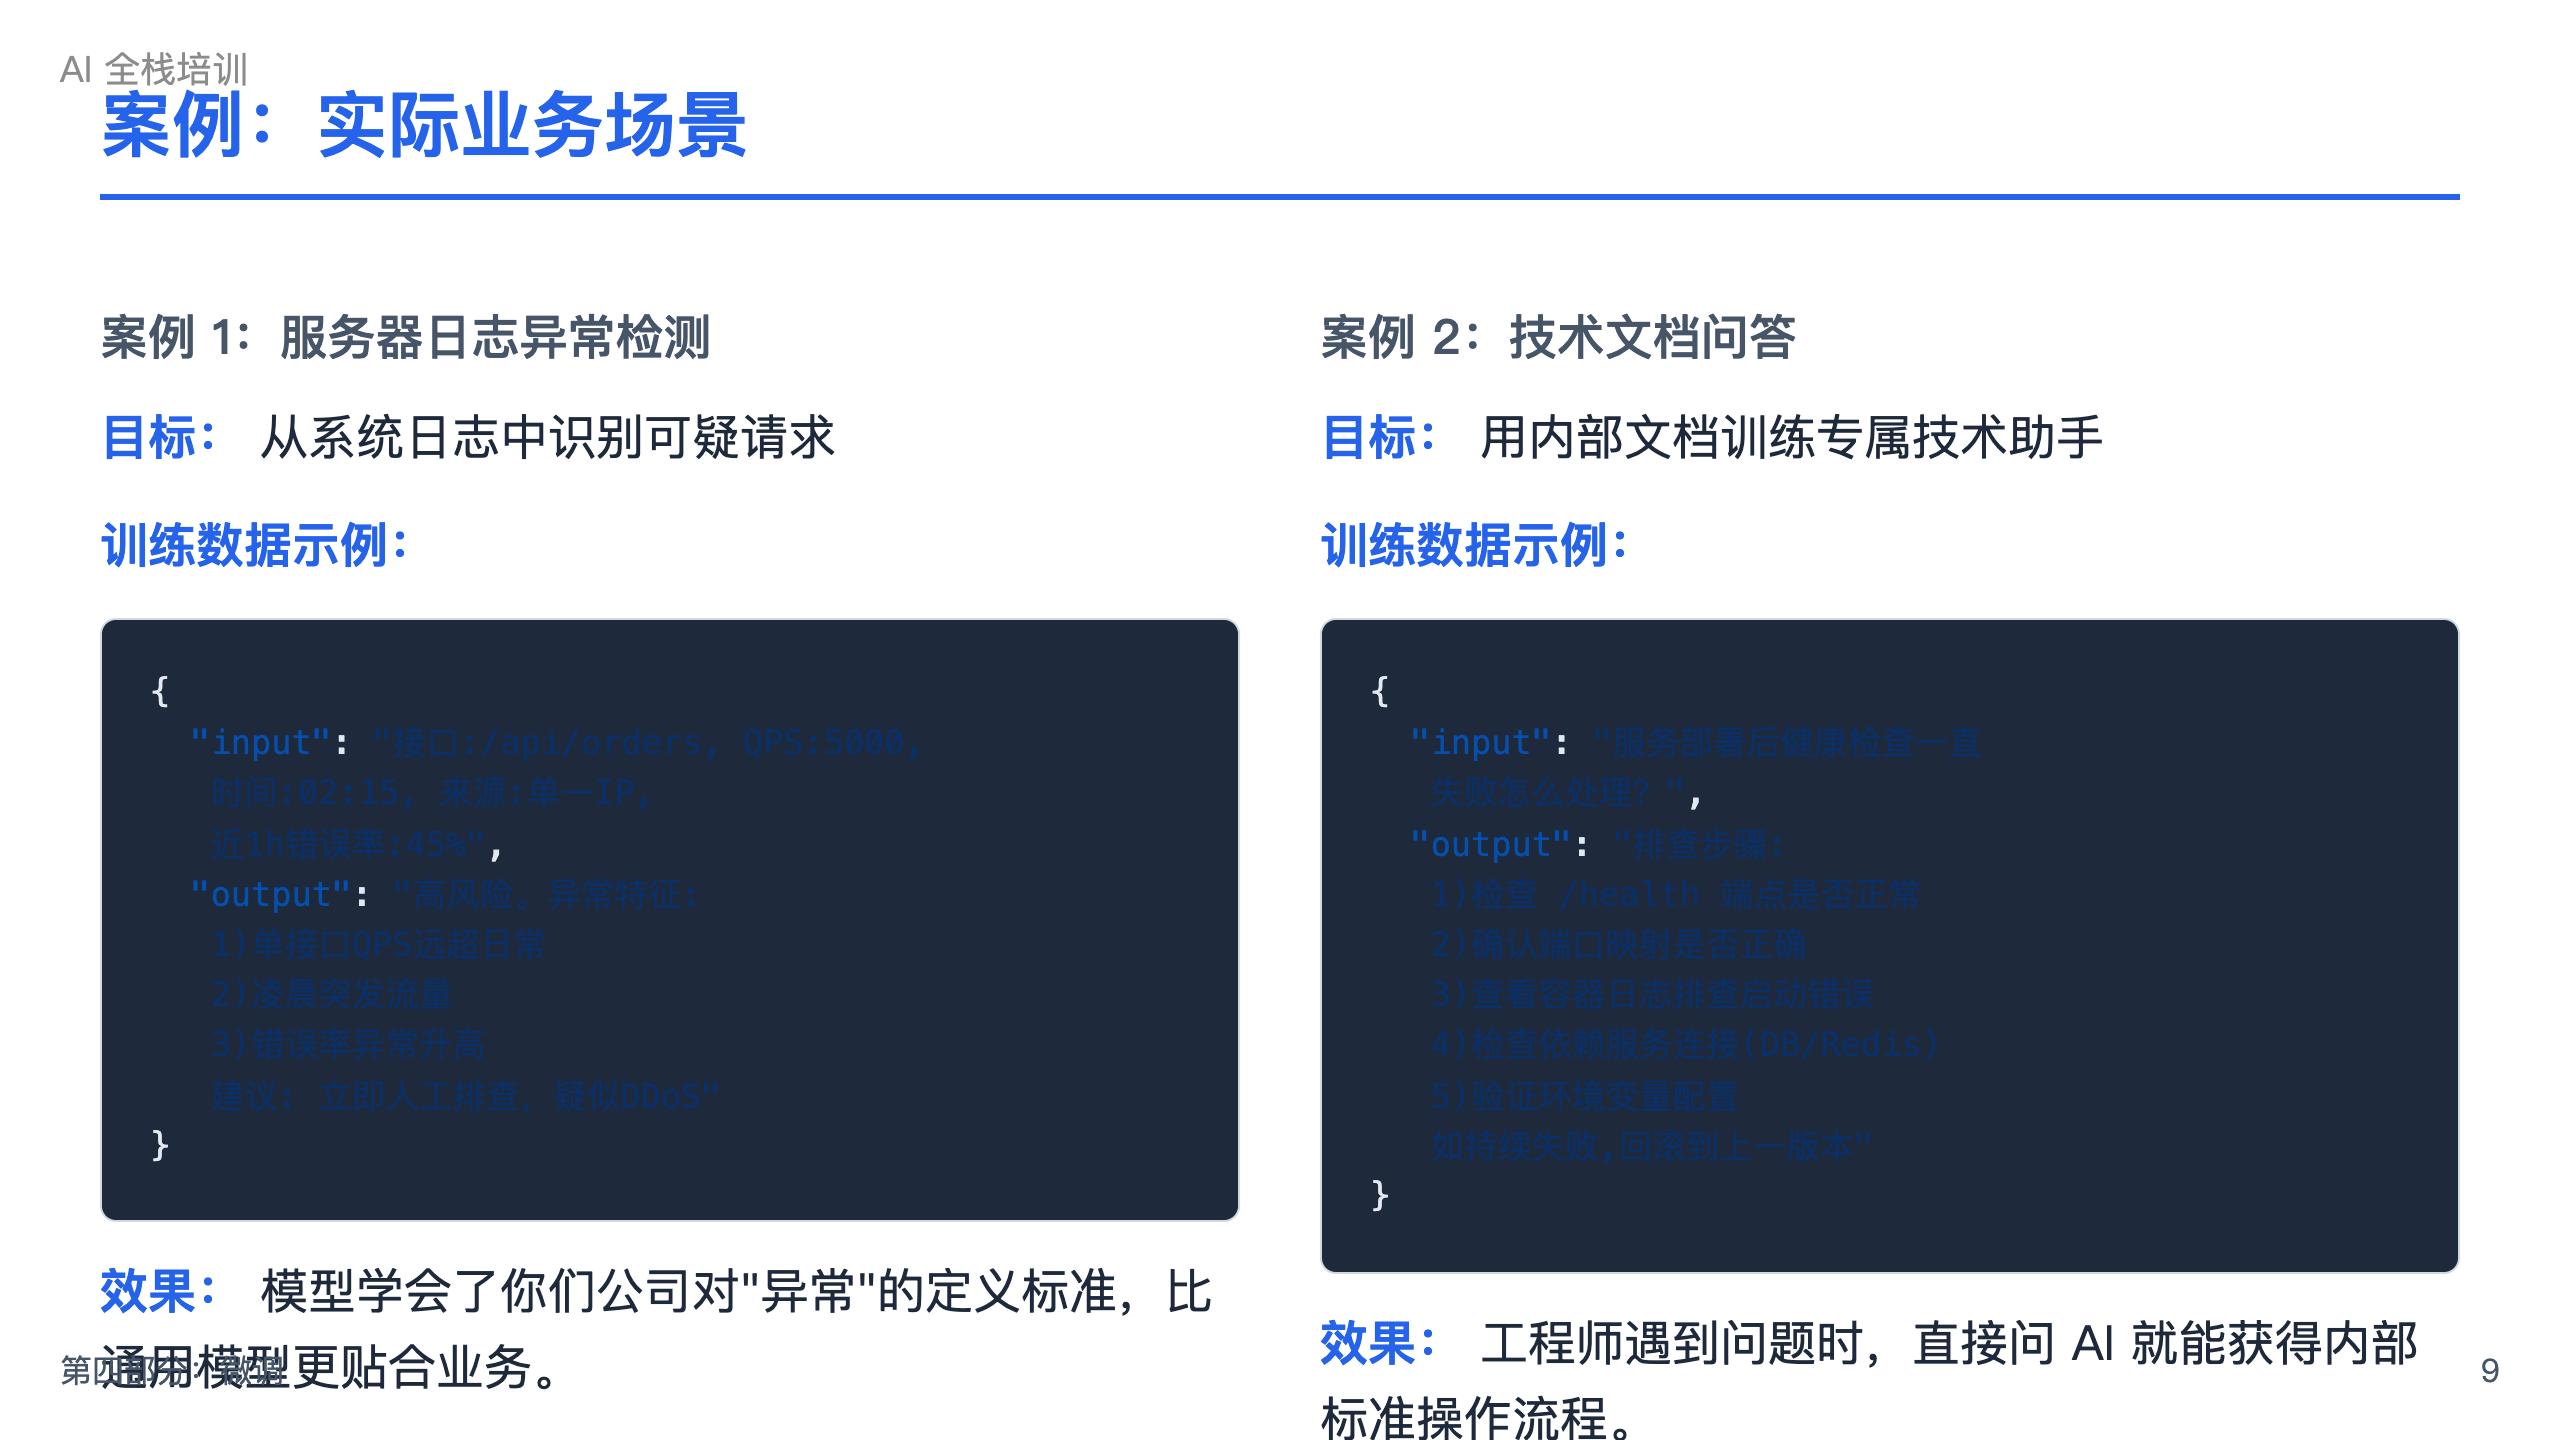 AI 全栈培训
案例：实际业务场景
案例 1：服务器日志异常检测
目标： 从系统日志中识别可疑请求
训练数据示例：
{
"input": "接口:/api/orders, QPS:5000,
时间:02:15, 来源:单一IP,
近1h错误率:45%",
"output": "高风险。异常特征:
1)单接口QPS远超日常
2)凌晨突发流量
3)错误率异常升高
建议: 立即人工排查，疑似DDoS"
}
效果： 模型学会了你们公司对"异常"的定义标准，比
通用模型更贴合业务。
案例 2：技术文档问答
目标： 用内部文档训练专属技术助手
训练数据示例：
{
"input": "服务部署后健康检查一直
失败怎么处理？",
"output": "排查步骤:
1)检查 /health 端点是否正常
2)确认端口映射是否正确
3)查看容器日志排查启动错误
4)检查依赖服务连接(DB/Redis)
5)验证环境变量配置
如持续失败,回滚到上一版本"
}
效果： 工程师遇到问题时，直接问 AI 就能获得内部
标准操作流程。
第四部分：微调
9